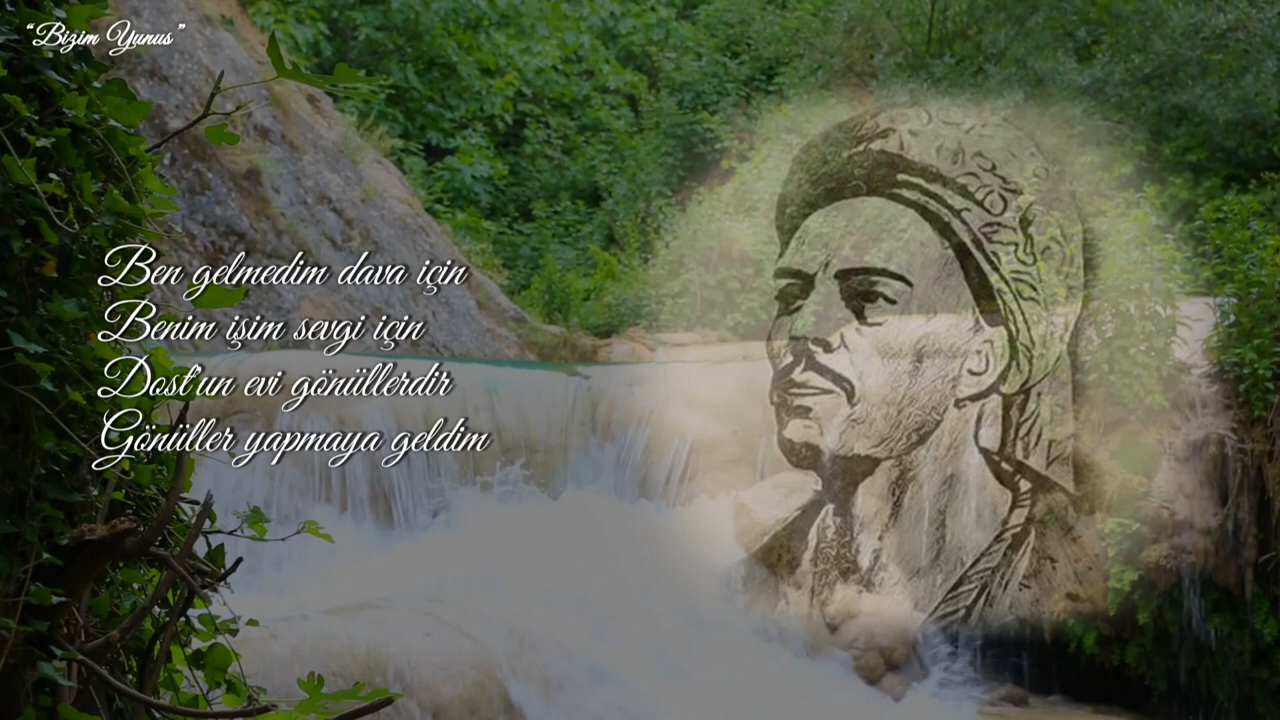 “Bizim Yunus”
Ben gelmedim dava için
Benim işim sevgi için
Dost'un evi gönüllerdir
Gönüller yapmaya geldim